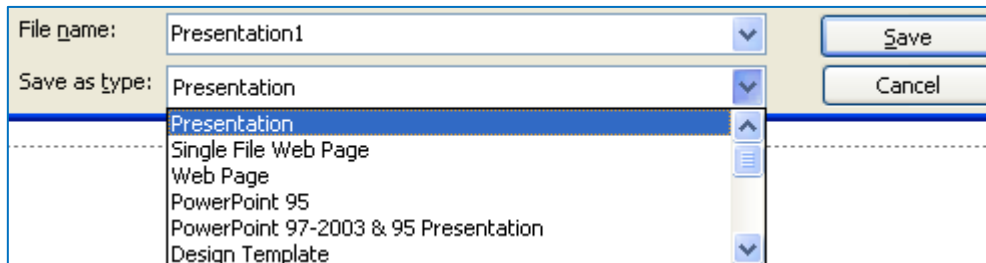 File name: Presentation1 Save
Save as type: Presentation Cancel
Presentation
Single File Web Page
Web Page
PowerPoint 95
PowerPoint 97-2003 & 95 Presentation
Design Template